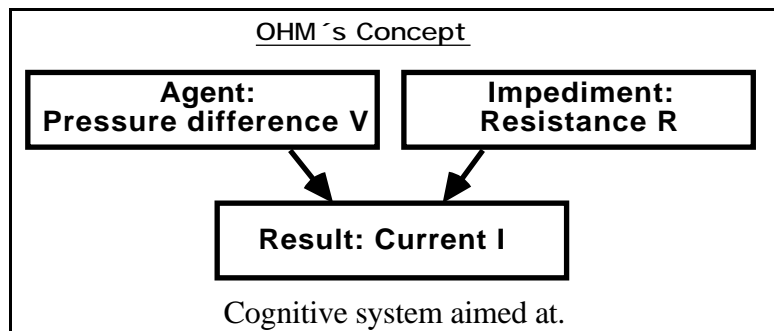 OHM´s Concept
Agent:
Pressure difference V
Impediment:
Resistance R
Result: Current I
Cognitive system aimed at.